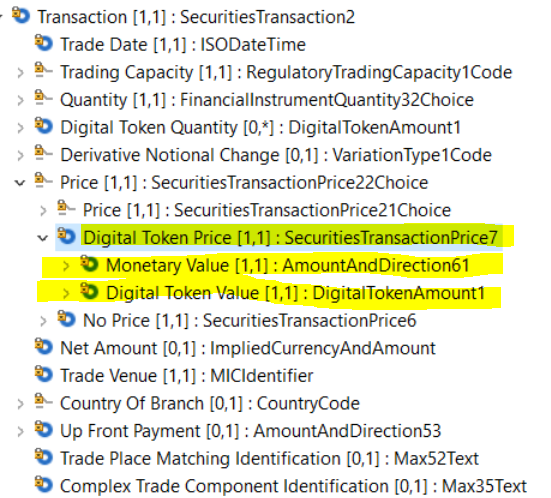 Transaction [1,1] : SecuritiesTransaction2
Trade Date [1,1] : ISODateTime
Trading Capacity [1,1] : RegulatoryTradingCapacity1Code
Quantity [1,1] : FinancialInstrumentQuantity32Choice
Digital Token Quantity [0,*] : DigitalTokenAmount1
Derivative Notional Change [0,1] : VariationType1Code
Price [1,1] : SecuritiesTransactionPrice22Choice
Price [1,1] : SecuritiesTransactionPrice21Choice
Digital Token Price [1,1] : SecuritiesTransactionPrice7
Monetary Value [1,1] : AmountAndDirection61
Digital Token Value [1,1] : DigitalTokenAmount1
No Price [1,1] : SecuritiesTransactionPrice6
Net Amount [0,1] : ImpliedCurrencyAndAmount
Trade Venue [1,1] : MICIdentifier
Country Of Branch [0,1] : CountryCode
Up Front Payment [0,1] : AmountAndDirection53
Trade Place Matching Identification [0,1] : Max52Text
Complex Trade Component Identification [0,1] : Max35Text